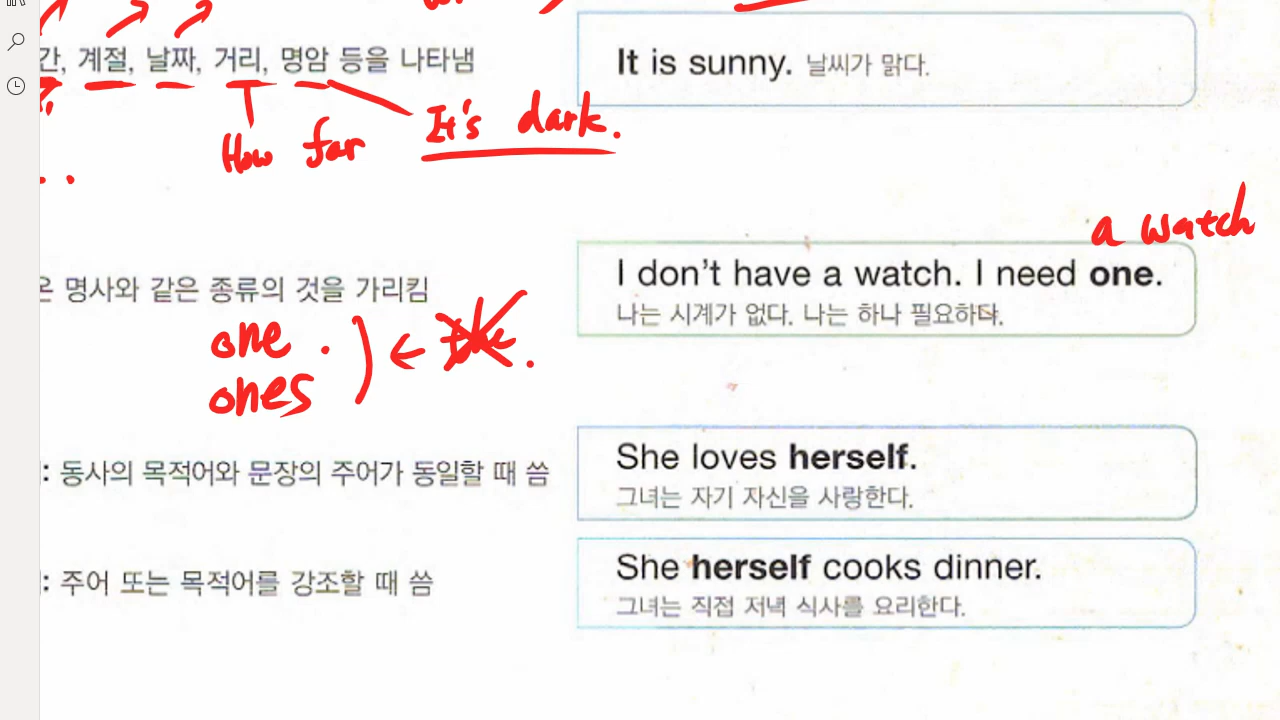 간, 계절, 날짜, 거리, 명암 등을 나타냄
It is sunny. 날씨가 맑다.
How far
It's dark.
a watch
은 명사와 같은 종류의 것을 가리킴
I don't have a watch. I need one.
나는 시계가 없다. 나는 하나 필요하다.
one.
ones
: 동사의 목적어와 문장의 주어가 동일할 때 씀
She loves herself.
그녀는 자기 자신을 사랑한다.
: 주어 또는 목적어를 강조할 때 씀
She herself cooks dinner.
그녀는 직접 저녁 식사를 요리한다.